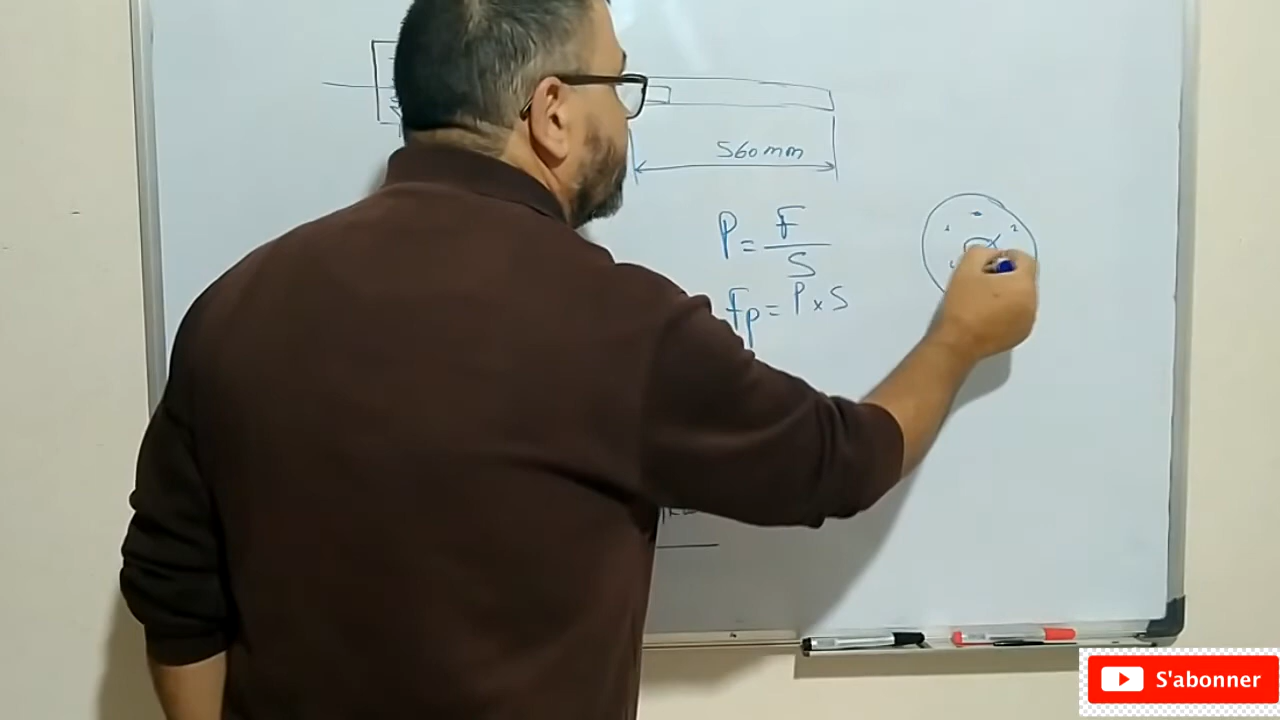 560mm
P = F / S
Fp = P x S
S'abonner